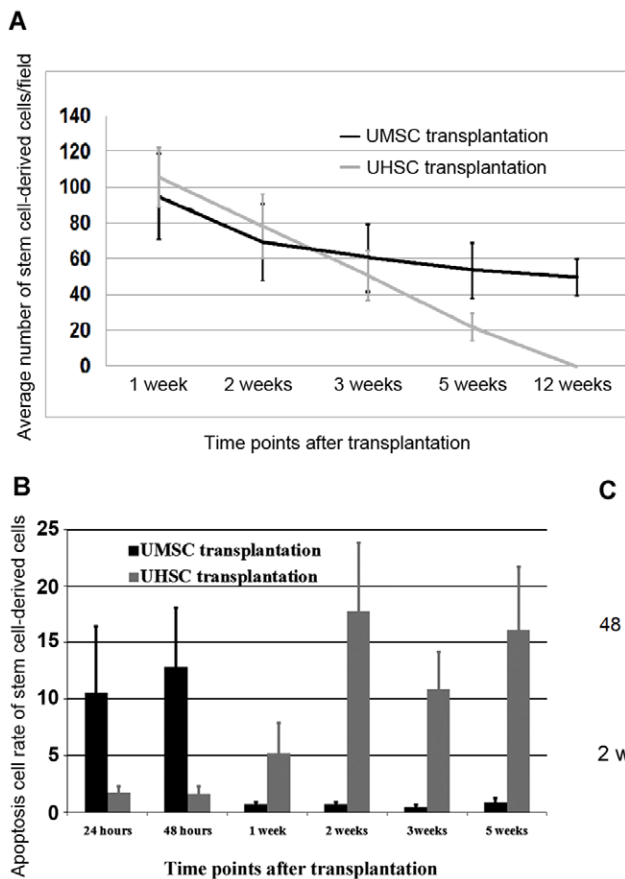 A
Average number of stem cell-derived cells/field
140
120
100
80
60
40
20
0
UMSC transplantation
UHSC transplantation
1 week 2 weeks 3 weeks 5 weeks 12 weeks
Time points after transplantation
B
C
Apoptosis cell rate of stem cell-derived cells
25
20
15
10
5
0
UMSC transplantation
UHSC transplantation
24 hours 48 hours 1 week 2 weeks 3weeks 5 weeks
Time points after transplantation
48
2 w